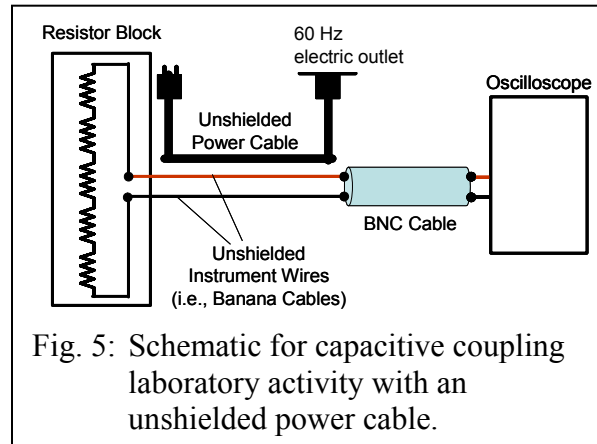 Resistor Block
60 Hz
electric outlet
Oscilloscope
Unshielded
Power Cable
BNC Cable
Unshielded
Instrument Wires
(i.e., Banana Cables)
Fig. 5: Schematic for capacitive coupling
laboratory activity with an
unshielded power cable.